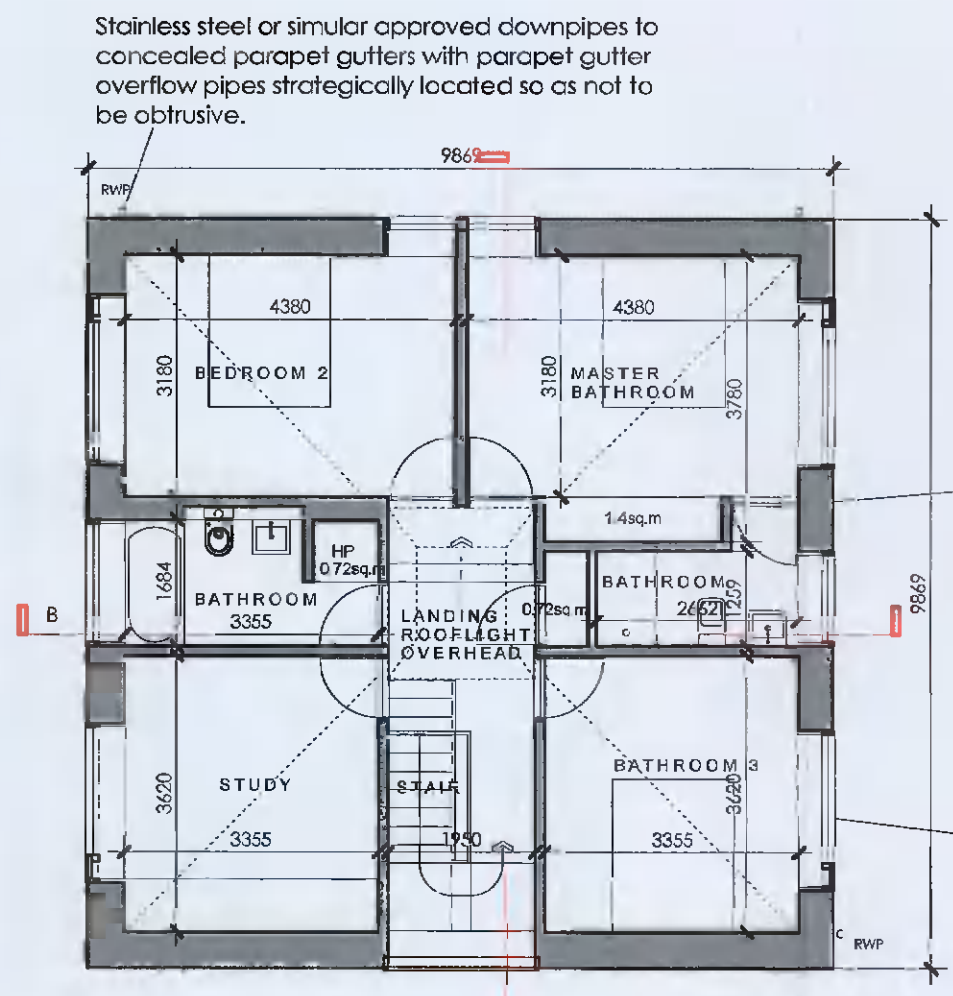 Stainless steel or simular approved downpipes to
concealed parapet gutters with parapet gutter
overflow pipes strategically located so as not to
be obtrusive.
9869
RWP
4380
4380
3180
BEDROOM 2
3180
MASTER
BATHROOM
3780
1.4sq.m
HP
0.72sq.m
1684
BATHROOM
3355
LANDING
ROOFLIGHT
OVERHEAD
0.72sq.m
BATHROOM
2662
1259
9869
B
BATHROOM 3
STUDY
STAIR
3620
3620
3355
1950
3355
C
RWP